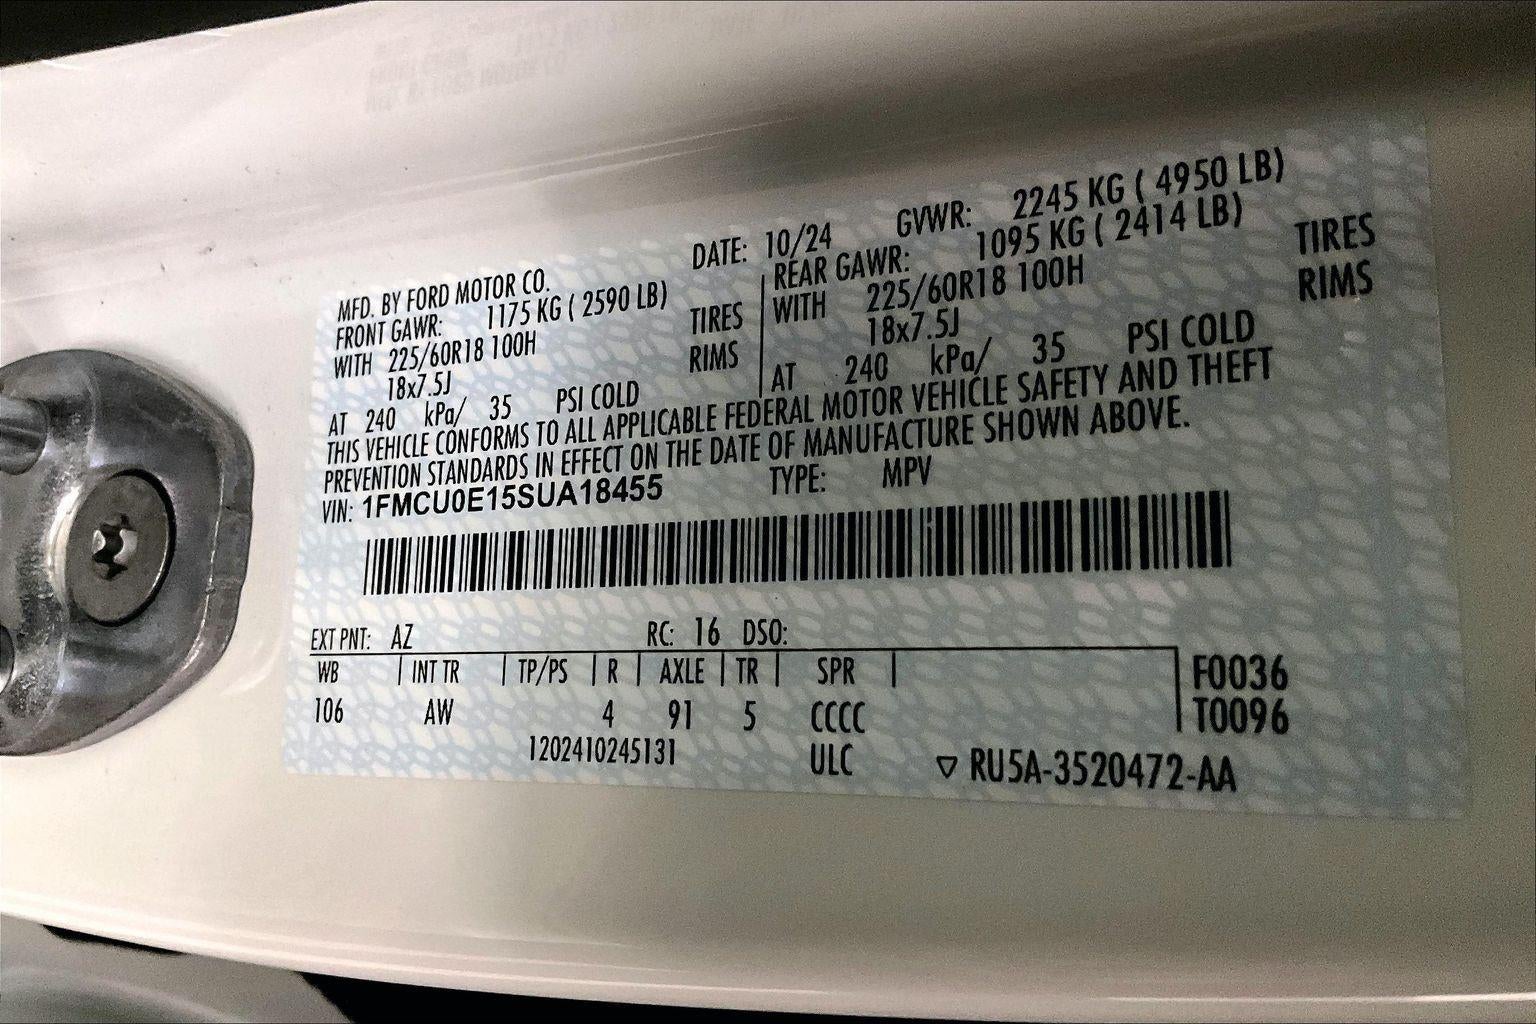 MFD. BY FORD MOTOR CO. DATE: 10/24 GVWR: 2245 KG ( 4950 LB)
FRONT GAWR: 1175 KG ( 2590 LB) REAR GAWR: 1095 KG ( 2414 LB)
WITH 225/60R18 100H TIRES WITH 225/60R18 100H TIRES
18x7.5J RIMS 18x7.5J RIMS
AT 240 kPa/ 35 PSI COLD AT 240 kPa/ 35 PSI COLD
THIS VEHICLE CONFORMS TO ALL APPLICABLE FEDERAL MOTOR VEHICLE SAFETY AND THEFT
PREVENTION STANDARDS IN EFFECT ON THE DATE OF MANUFACTURE SHOWN ABOVE.
VIN: 1FMCU0E15SUA18455 TYPE: MPV
EXT PNT: AZ RC: 16 DSO:
WB INT TR TP/PS R AXLE TR SPR F0036
106 AW 4 91 5 CCCC T0096
1202410245131 ULC ▽ RU5A-3520472-AA